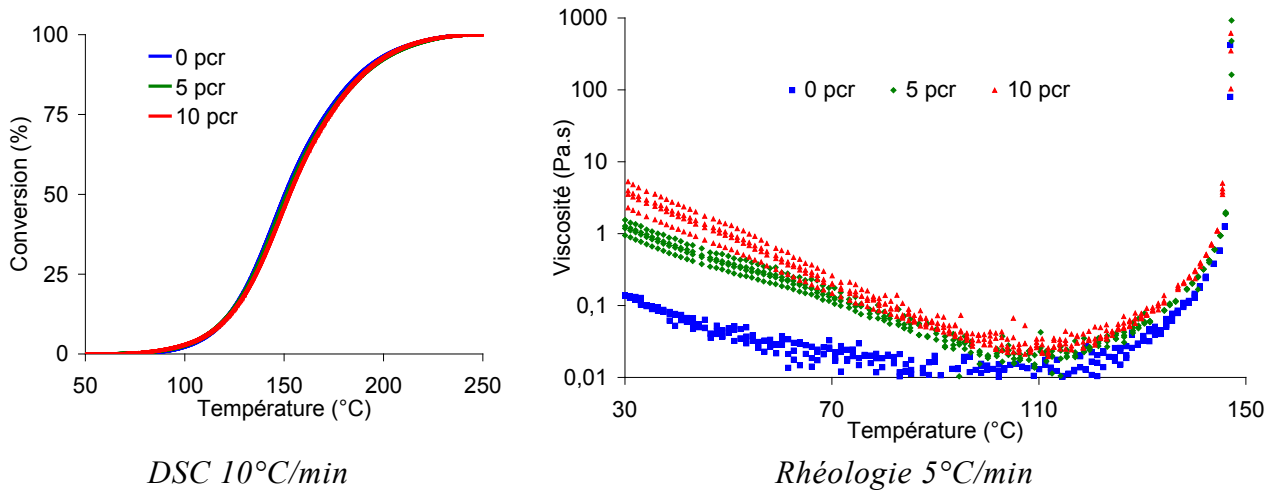 100
75
50
25
0
Conversion (%)
0 pcr
5 pcr
10 pcr
50 100 150 200 250
Température (°C)
DSC 10°C/min
1000
100
10
1
0,1
0,01
Viscosité (Pa.s)
0 pcr 5 pcr 10 pcr
30 70 110 150
Température (°C)
Rhéologie 5°C/min